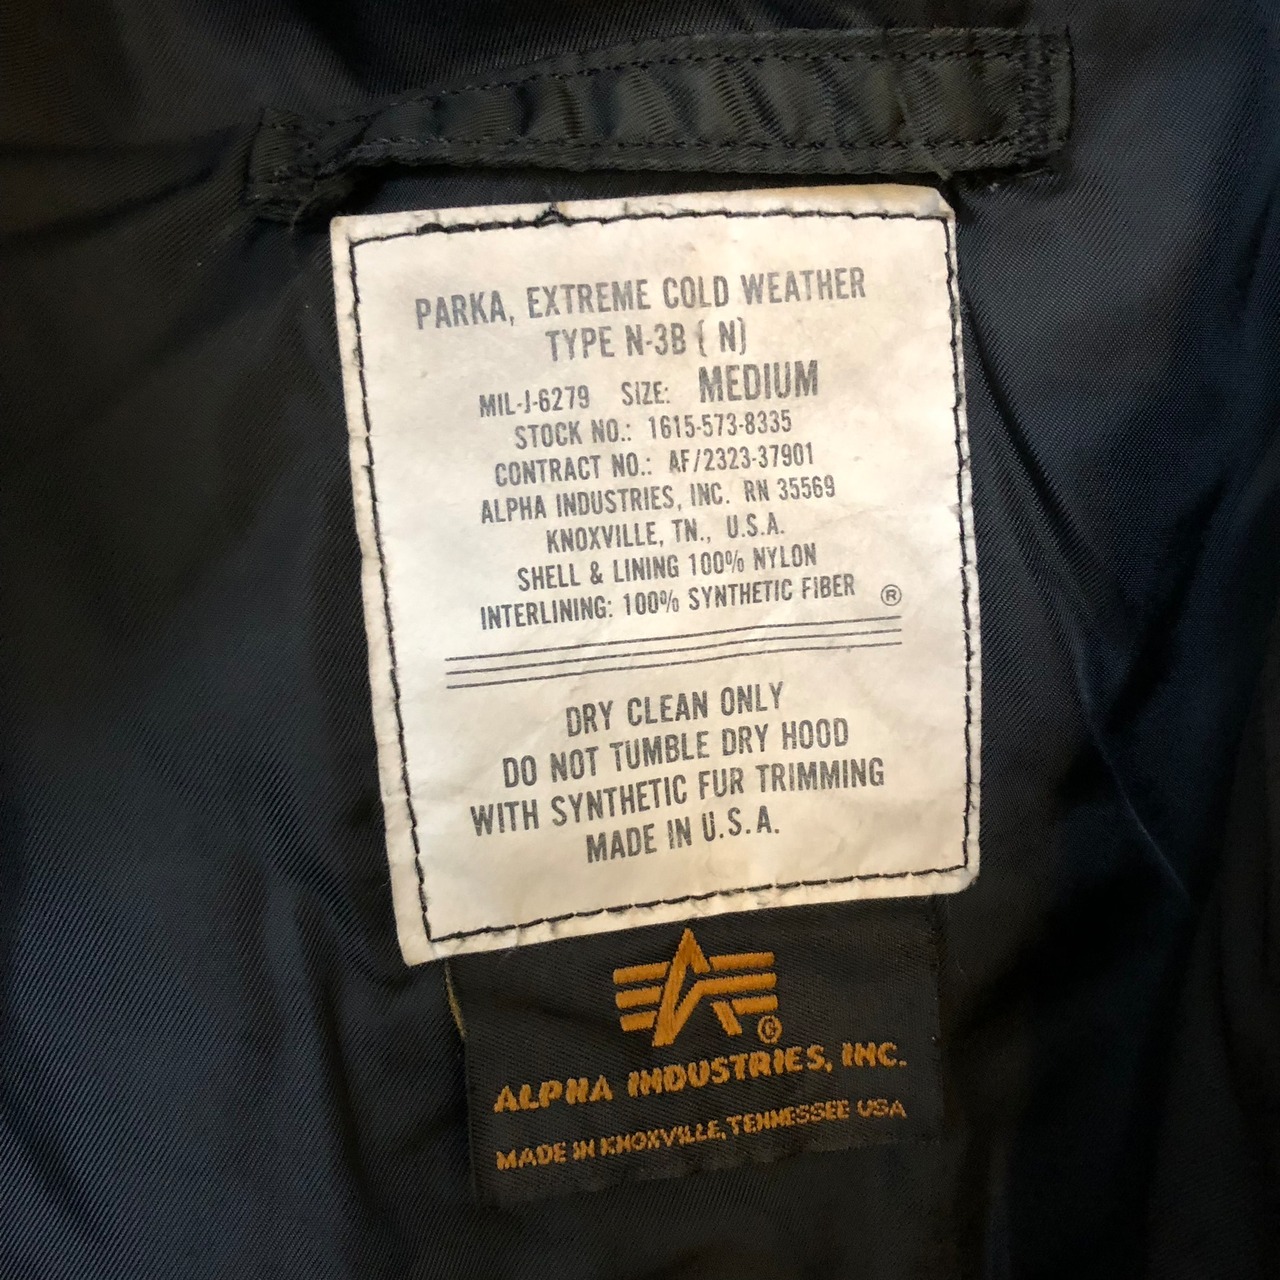 PARKA, EXTREME COLD WEATHER
TYPE N-3B ( N)
MIL-J-6279 SIZE: MEDIUM
STOCK NO.: 1615-573-8335
CONTRACT NO.: AF/2323-37901
ALPHA INDUSTRIES, INC. RN 35569
KNOXVILLE, TN., U.S.A.
SHELL & LINING 100% NYLON
INTERLINING: 100% SYNTHETIC FIBER ®
DRY CLEAN ONLY
DO NOT TUMBLE DRY HOOD
WITH SYNTHETIC FUR TRIMMING
MADE IN U.S.A.
ALPHA INDUSTRIES, INC.
MADE IN KNOXVILLE, TENNESSEE USA